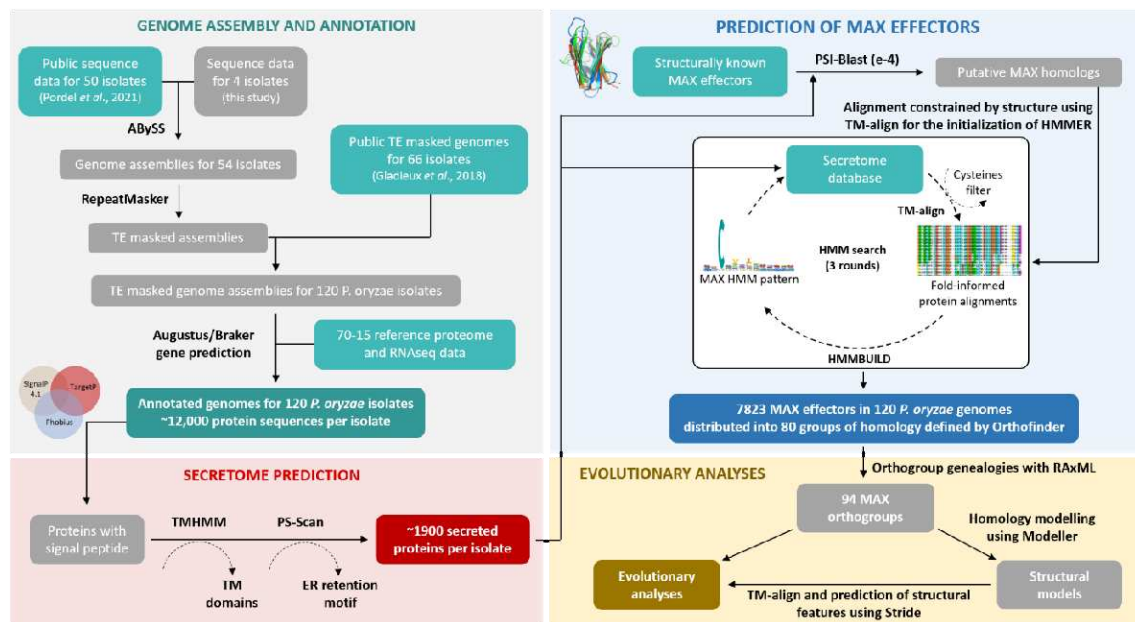 GENOME ASSEMBLY AND ANNOTATION
Public sequence
data for 50 isolates
(Pordel et al., 2021)
Sequence data
for 4 isolates
(this study)
ABySS
Genome assemblies for 54 isolates
Public TE masked genomes
for 66 isolates
(Gladieux et al., 2018)
RepeatMasker
TE masked assemblies
TE masked genome assemblies for 120 P. oryzae isolates
Augustus/Braker
gene prediction
70-15 reference proteome
and RNAseq data
SignalP
4.1
TargetP
Phobius
Annotated genomes for 120 P. oryzae isolates
~12,000 protein sequences per isolate
SECRETOME PREDICTION
Proteins with
signal peptide
TMHMM
PS-Scan
TM
domains
ER retention
motif
~1900 secreted
proteins per isolate
PREDICTION OF MAX EFFECTORS
Structurally known
MAX effectors
PSI-Blast (e-4)
Putative MAX homologs
Alignment constrained by structure using
TM-align for the initialization of HMMER
Secretome
database
Cysteines
filter
TM-align
HMM search
(3 rounds)
MAX HMM pattern
Fold-informed
protein alignments
HMMBUILD
7823 MAX effectors in 120 P. oryzae genomes
distributed into 80 groups of homology defined by Orthofinder
EVOLUTIONARY ANALYSES
Orthogroup genealogies with RAxML
94 MAX
orthogroups
Homology modelling
using Modeller
Evolutionary
analyses
Structural
models
TM-align and prediction of structural
features using Stride